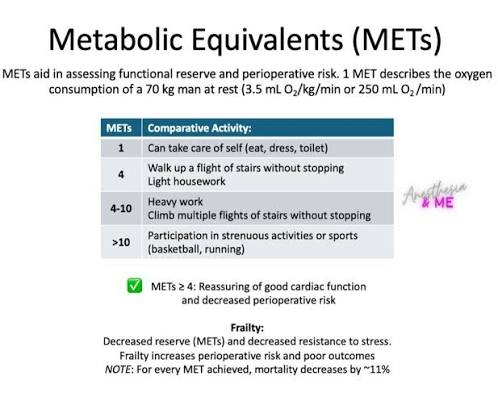 Metabolic Equivalents (METs)
METs aid in assessing functional reserve and perioperative risk. 1 MET describes the oxygen
consumption of a 70 kg man at rest (3.5 mL O₂/kg/min or 250 mL O₂ /min)
METs Comparative Activity:
1 Can take care of self (eat, dress, toilet)
4 Walk up a flight of stairs without stopping
Light housework
4-10 Heavy work
Climb multiple flights of stairs without stopping
>10 Participation in strenuous activities or sports
(basketball, running)
Anesthesia
& ME
METs ≥ 4: Reassuring of good cardiac function
and decreased perioperative risk
Frailty:
Decreased reserve (METs) and decreased resistance to stress.
Frailty increases perioperative risk and poor outcomes
NOTE: For every MET achieved, mortality decreases by ~11%